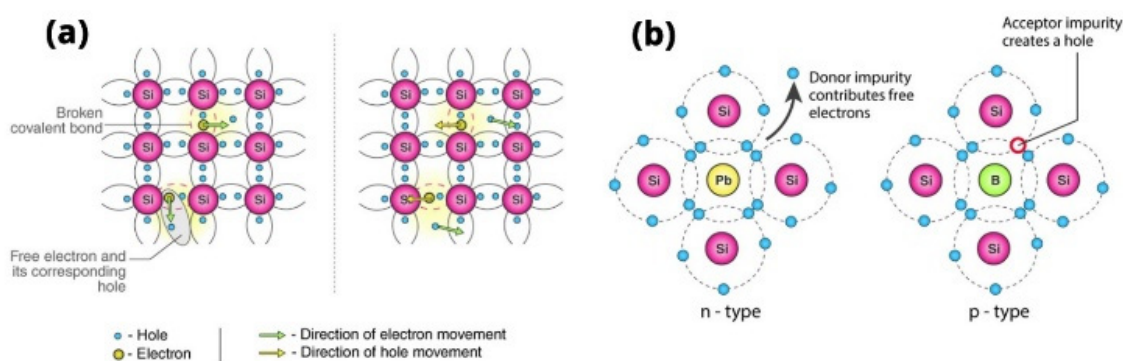 (a)
Si Si Si
Broken
covalent bond
Si Si Si
Si Si Si
Free electron and
its corresponding
hole
Si Si Si
Si Si Si
Si Si Si
- Hole
- Electron
- Direction of electron movement
- Direction of hole movement
(b)
Acceptor impurity
creates a hole
Donor impurity
contributes free
electrons
Si
Si Pb Si
Si
n - type
Si
Si B Si
Si
p - type